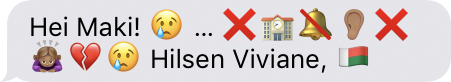 Hei Maki! 😢 ... ❌🏫🔕👂🏾❌
🙇🏾‍♀️💔😢 Hilsen Viviane, 🇲🇬